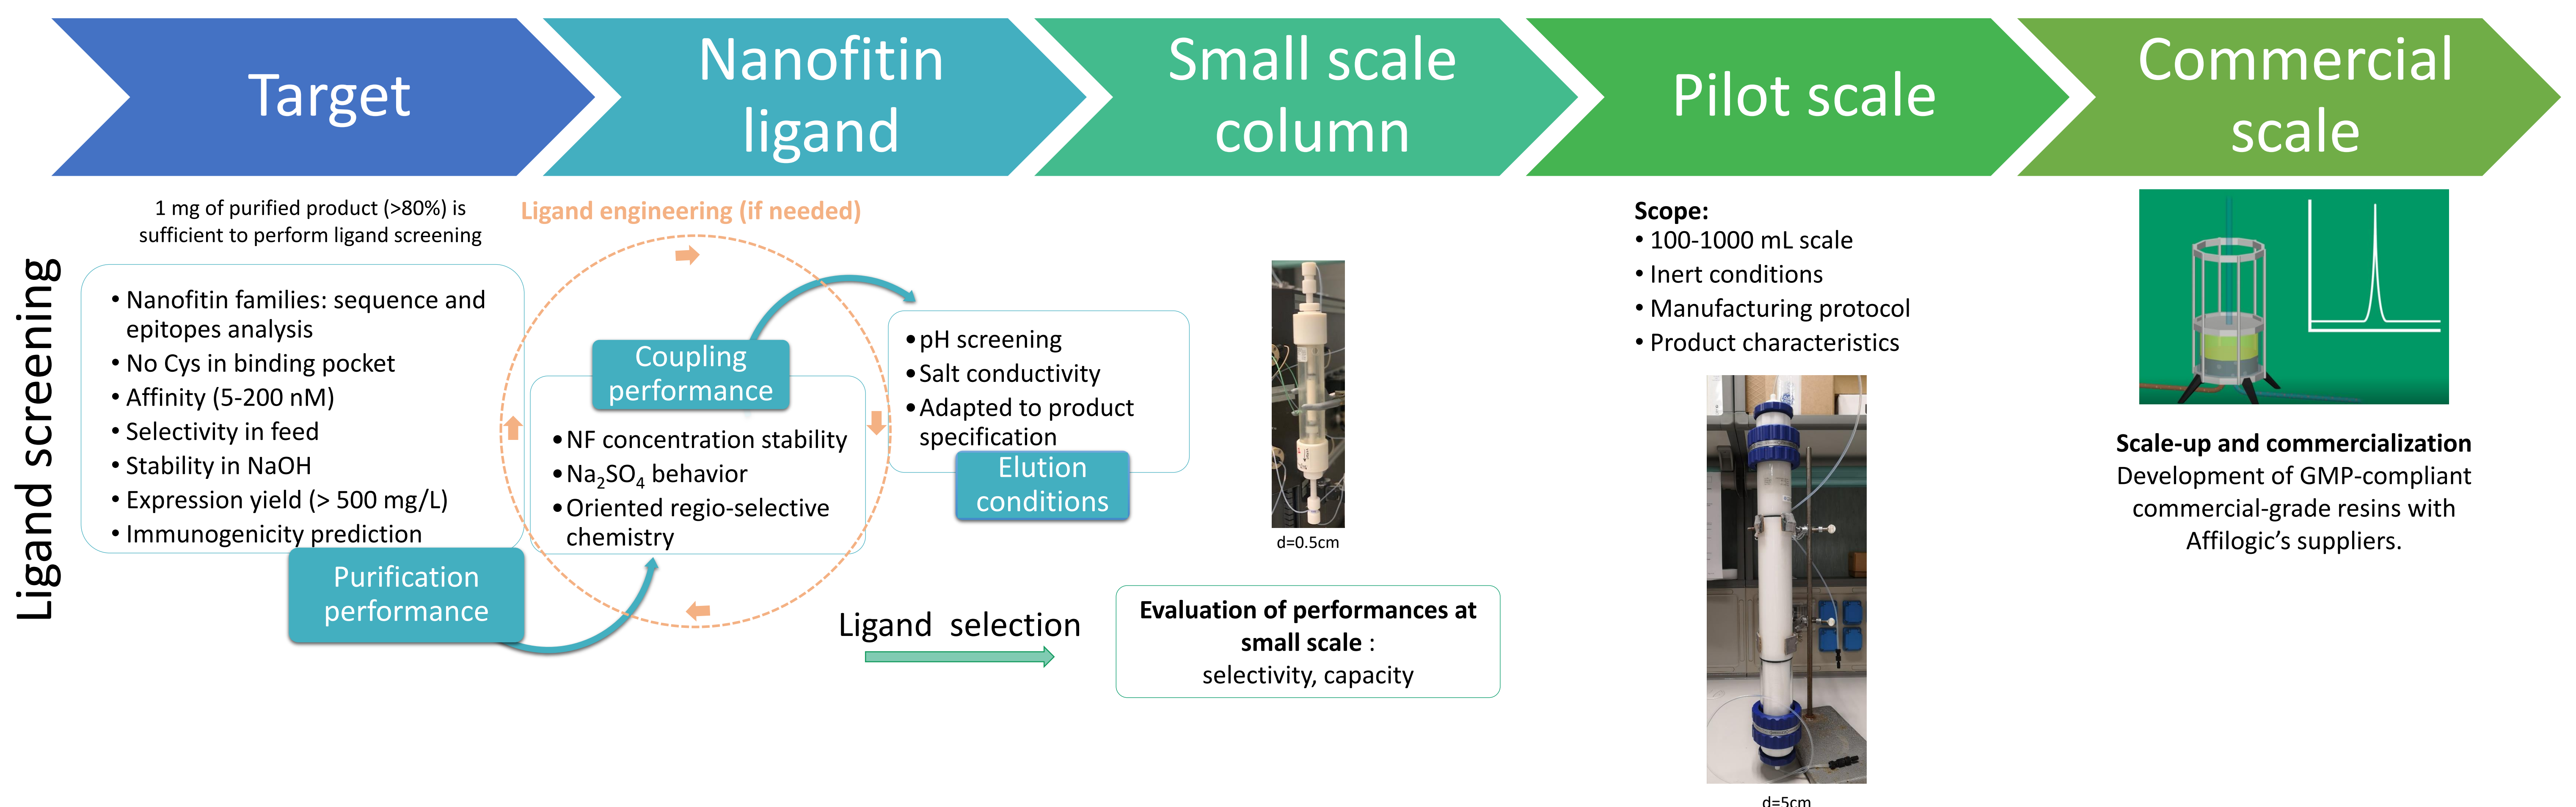 Target
Nanofitin
ligand
Small scale
column
Pilot scale
Commercial
scale
Ligand screening
1 mg of purified product (>80%) is
sufficient to perform ligand screening
• Nanofitin families: sequence and
epitopes analysis
• No Cys in binding pocket
• Affinity (5-200 nM)
• Selectivity in feed
• Stability in NaOH
• Expression yield (> 500 mg/L)
• Immunogenicity prediction
Purification
performance
Ligand engineering (if needed)
Coupling
performance
• NF concentration stability
• Na₂SO₄ behavior
• Oriented regio-selective
chemistry
• pH screening
• Salt conductivity
• Adapted to product
specification
Elution
conditions
Ligand selection
d=0.5cm
Evaluation of performances at
small scale :
selectivity, capacity
Scope:
• 100-1000 mL scale
• Inert conditions
• Manufacturing protocol
• Product characteristics
d=5cm
Scale-up and commercialization
Development of GMP-compliant
commercial-grade resins with
Affilogic’s suppliers.